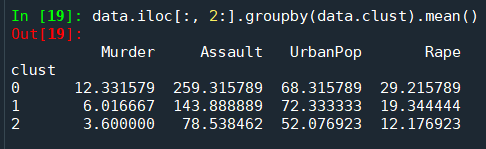 In [19]: data.iloc[:, 2:].groupby(data.clust).mean()
Out[19]:
Murder Assault UrbanPop Rape
clust
0 12.331579 259.315789 68.315789 29.215789
1 6.016667 143.888889 72.333333 19.344444
2 3.600000 78.538462 52.076923 12.176923